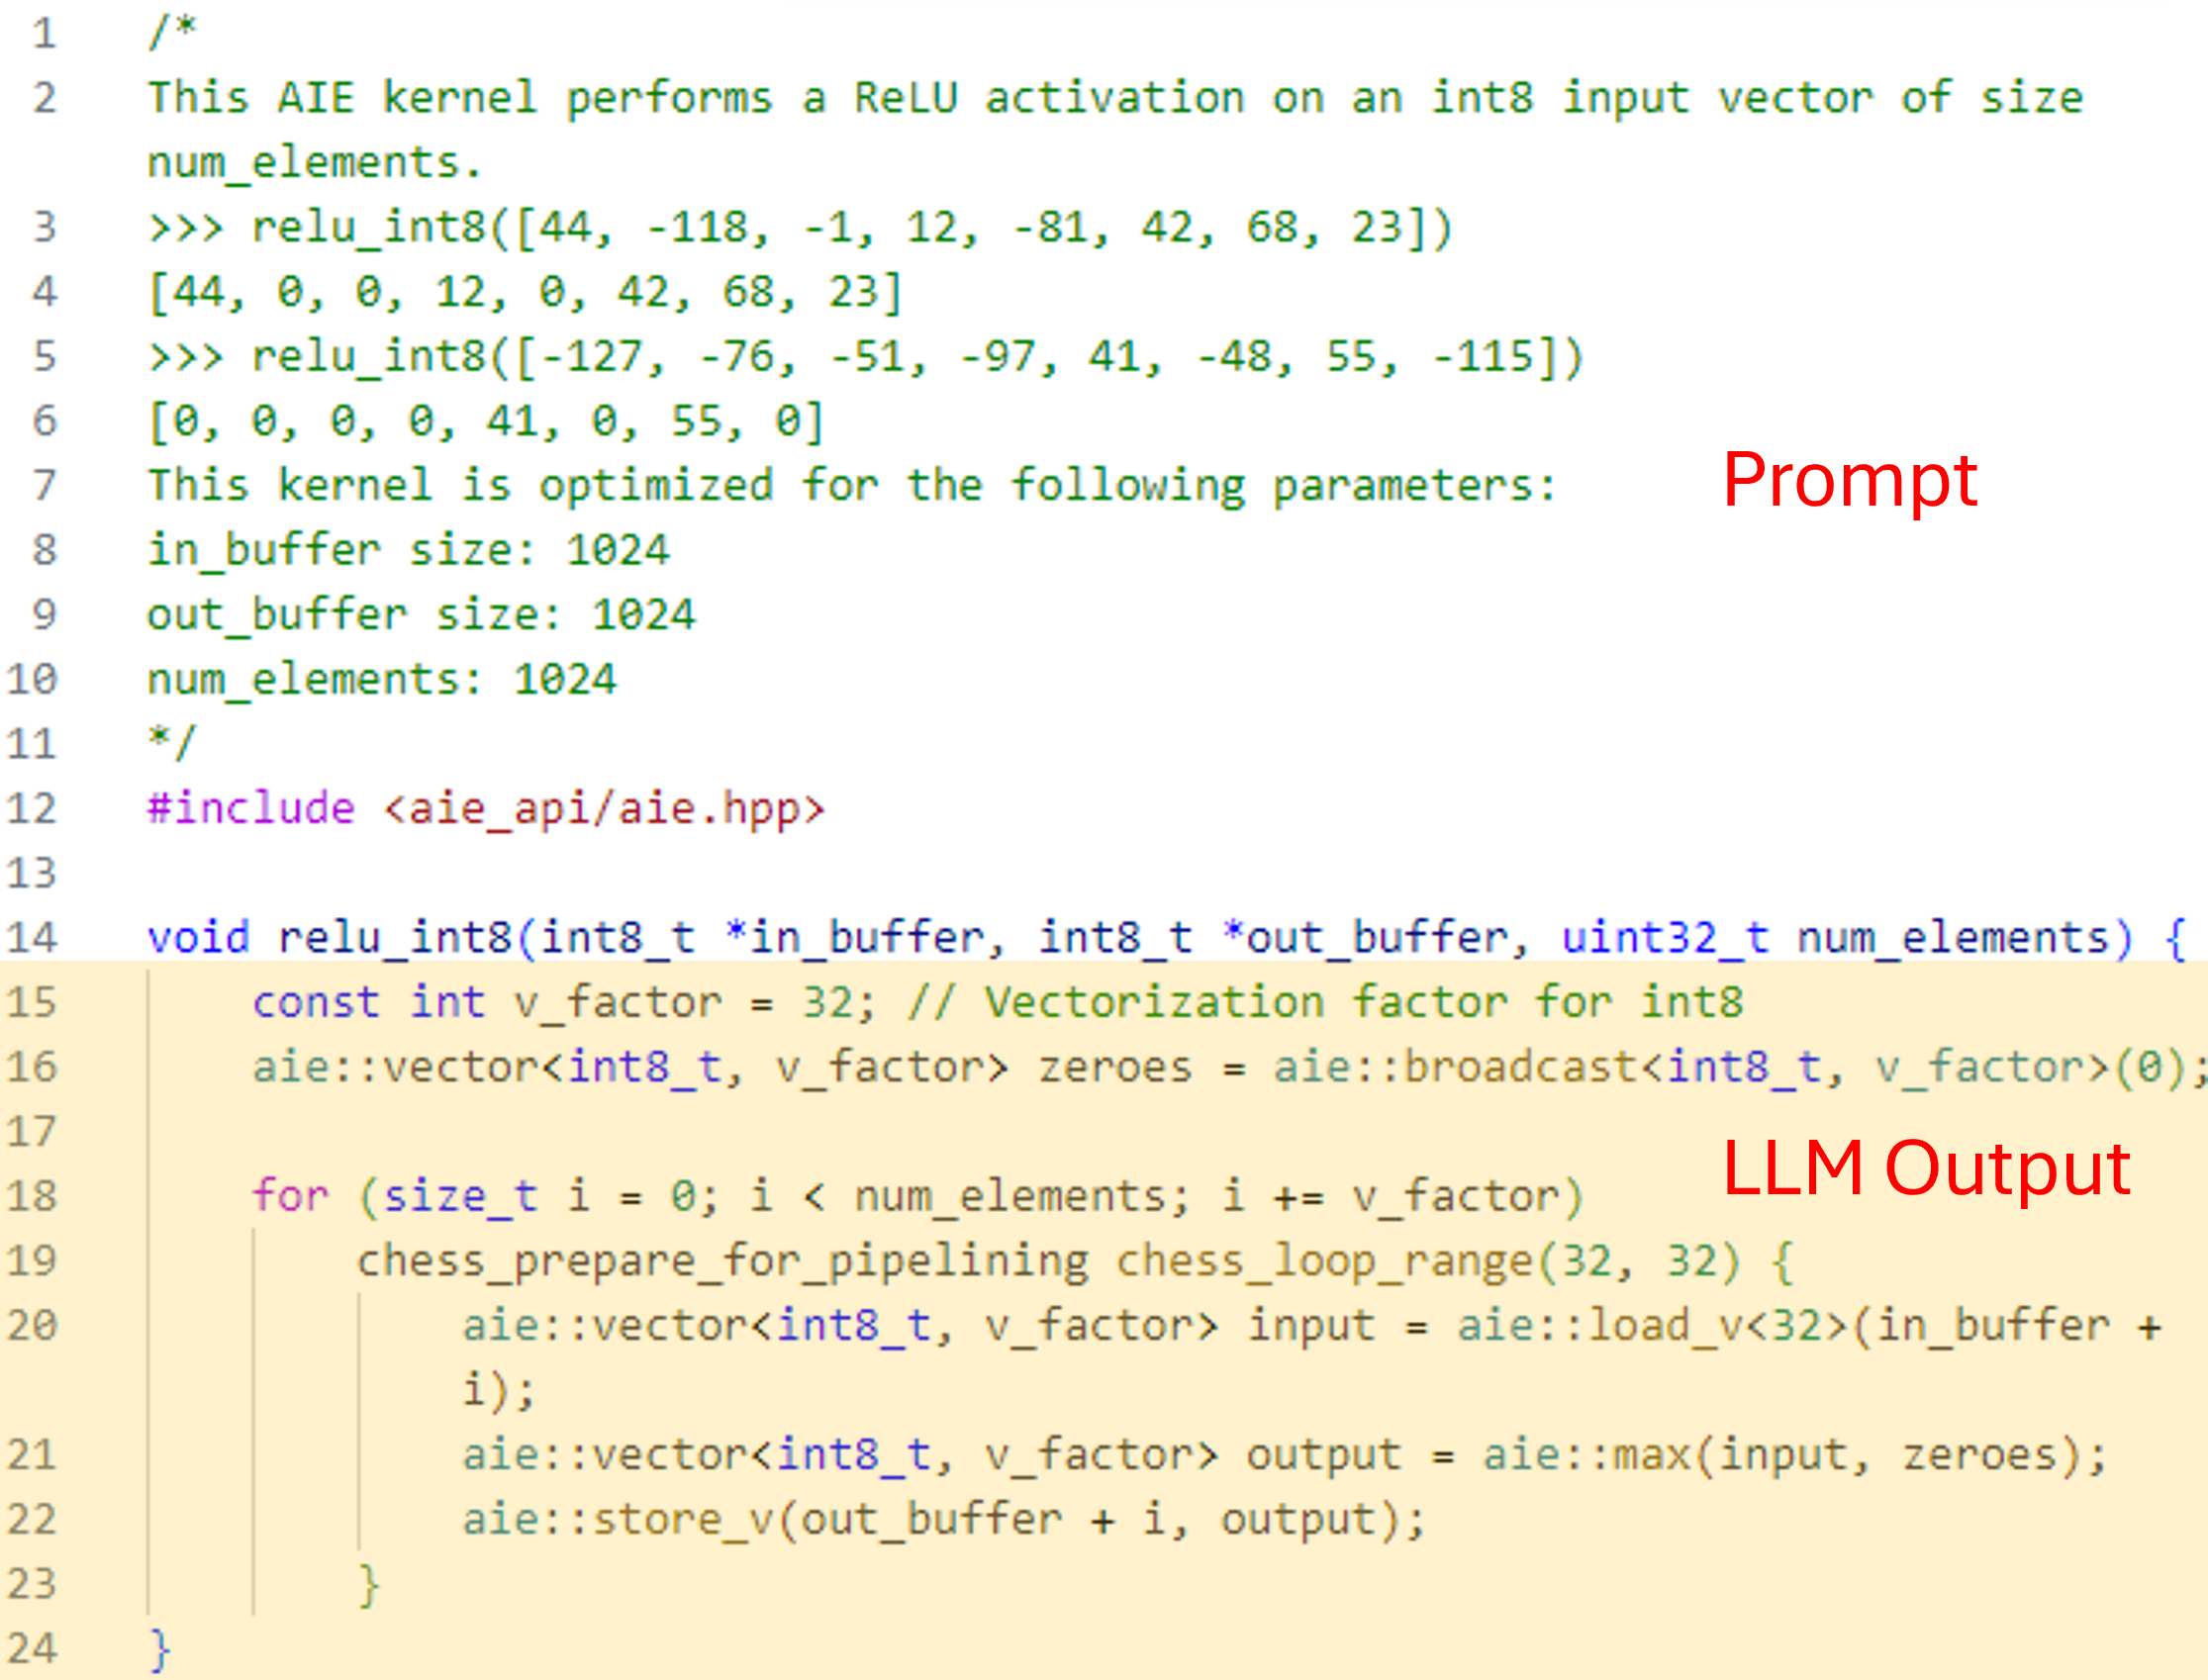 1 /*
2 This AIE kernel performs a ReLU activation on an int8 input vector of size
num_elements.
3 >>> relu_int8([44, -118, -1, 12, -81, 42, 68, 23])
4 [44, 0, 0, 12, 0, 42, 68, 23]
5 >>> relu_int8([-127, -76, -51, -97, 41, -48, 55, -115])
6 [0, 0, 0, 0, 41, 0, 55, 0]
7 This kernel is optimized for the following parameters:
Prompt
8 in_buffer size: 1024
9 out_buffer size: 1024
10 num_elements: 1024
11 */
12 #include <aie_api/aie.hpp>
13
14 void relu_int8(int8_t *in_buffer, int8_t *out_buffer, uint32_t num_elements) {
15 const int v_factor = 32; // Vectorization factor for int8
16 aie::vector<int8_t, v_factor> zeroes = aie::broadcast<int8_t, v_factor>(0);
17
LLM Output
18 for (size_t i = 0; i < num_elements; i += v_factor)
19 chess_prepare_for_pipelining chess_loop_range(32, 32) {
20 aie::vector<int8_t, v_factor> input = aie::load_v<32>(in_buffer +
i);
21 aie::vector<int8_t, v_factor> output = aie::max(input, zeroes);
22 aie::store_v(out_buffer + i, output);
23 }
24 }